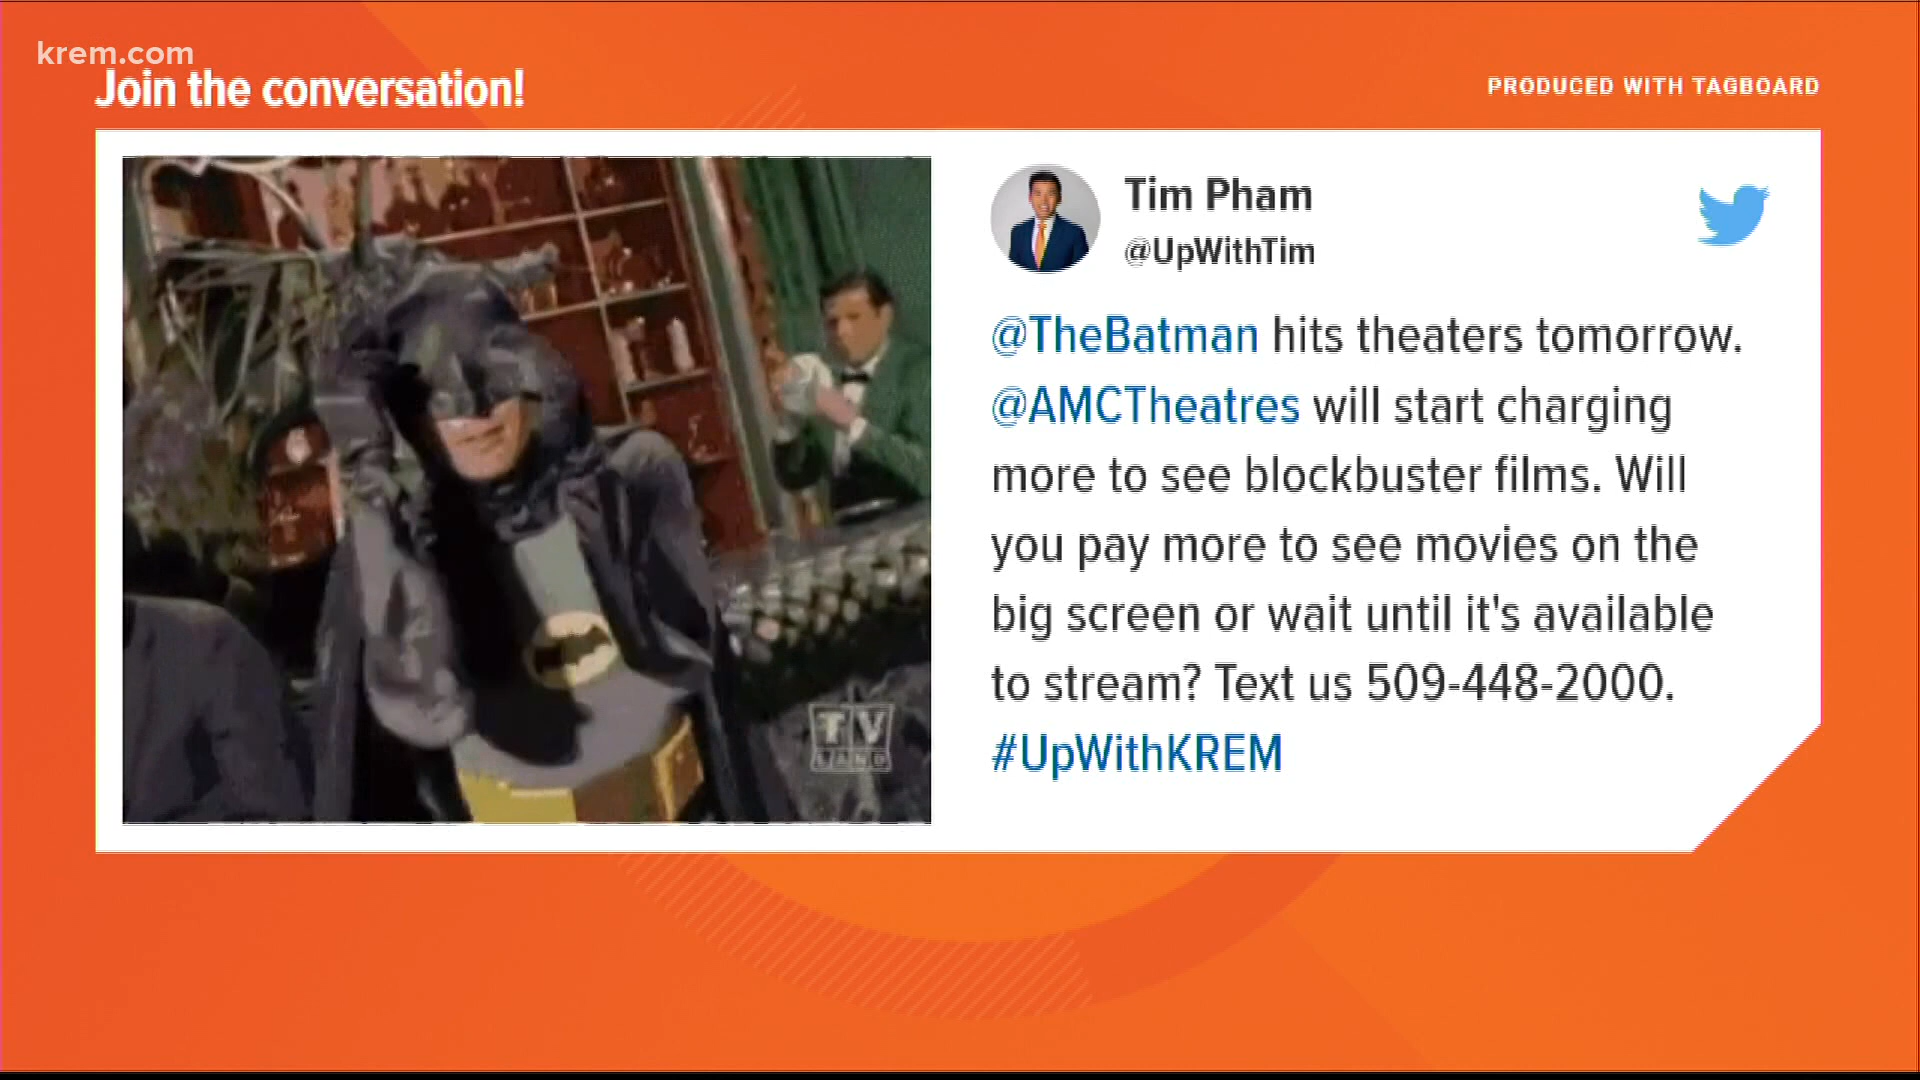 krem.com
Join the conversation!
PRODUCED WITH TAGBOARD
Tim Pham
@UpWithTim
@TheBatman hits theaters tomorrow.
@AMCTheatres will start charging
more to see blockbuster films. Will
you pay more to see movies on the
big screen or wait until it's available
to stream? Text us 509-448-2000.
#UpWithKREM
TV
LAND